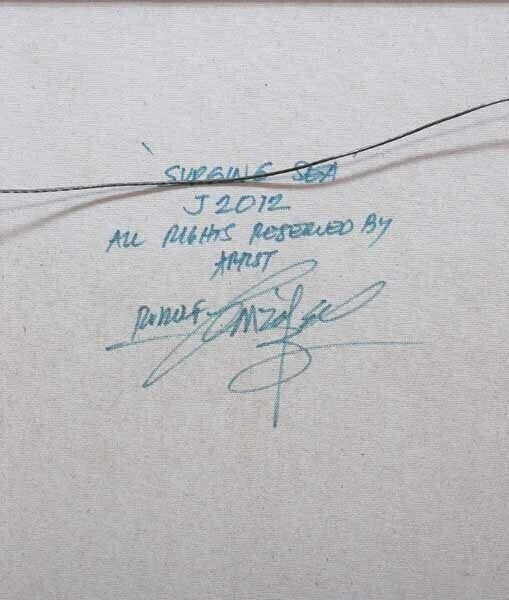 'SURGING SEA'
J 2012
ALL RIGHTS RESERVED BY
ARTIST